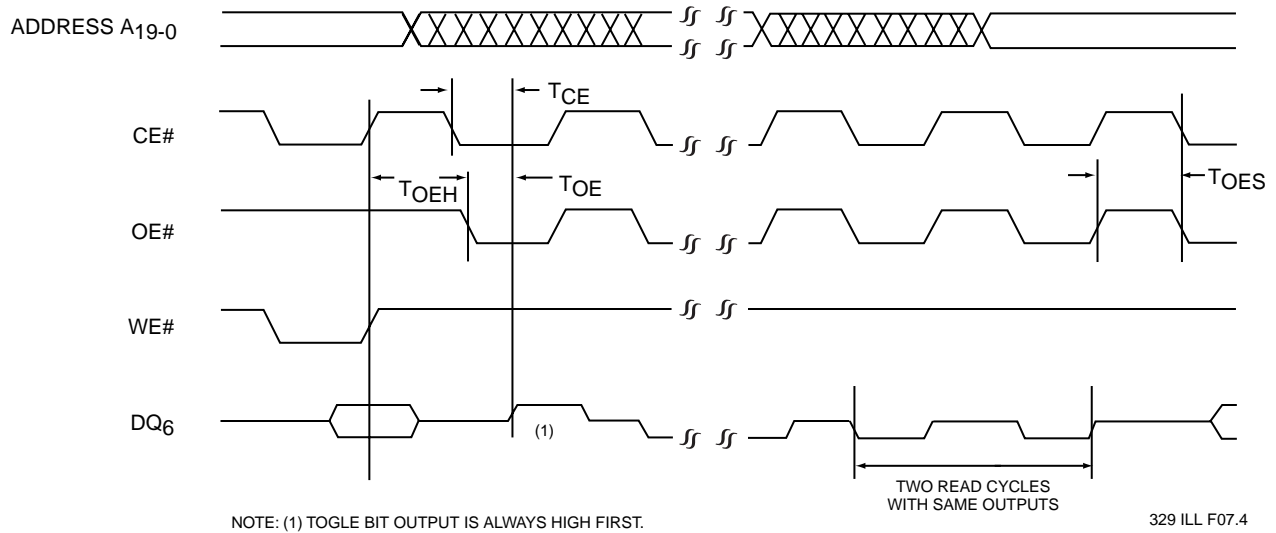 ADDRESS A19-0
TCE
CE#
TOEH
TOE
TOES
OE#
WE#
DQ6
(1)
TWO READ CYCLES
WITH SAME OUTPUTS
NOTE: (1) TOGLE BIT OUTPUT IS ALWAYS HIGH FIRST.
329 ILL F07.4